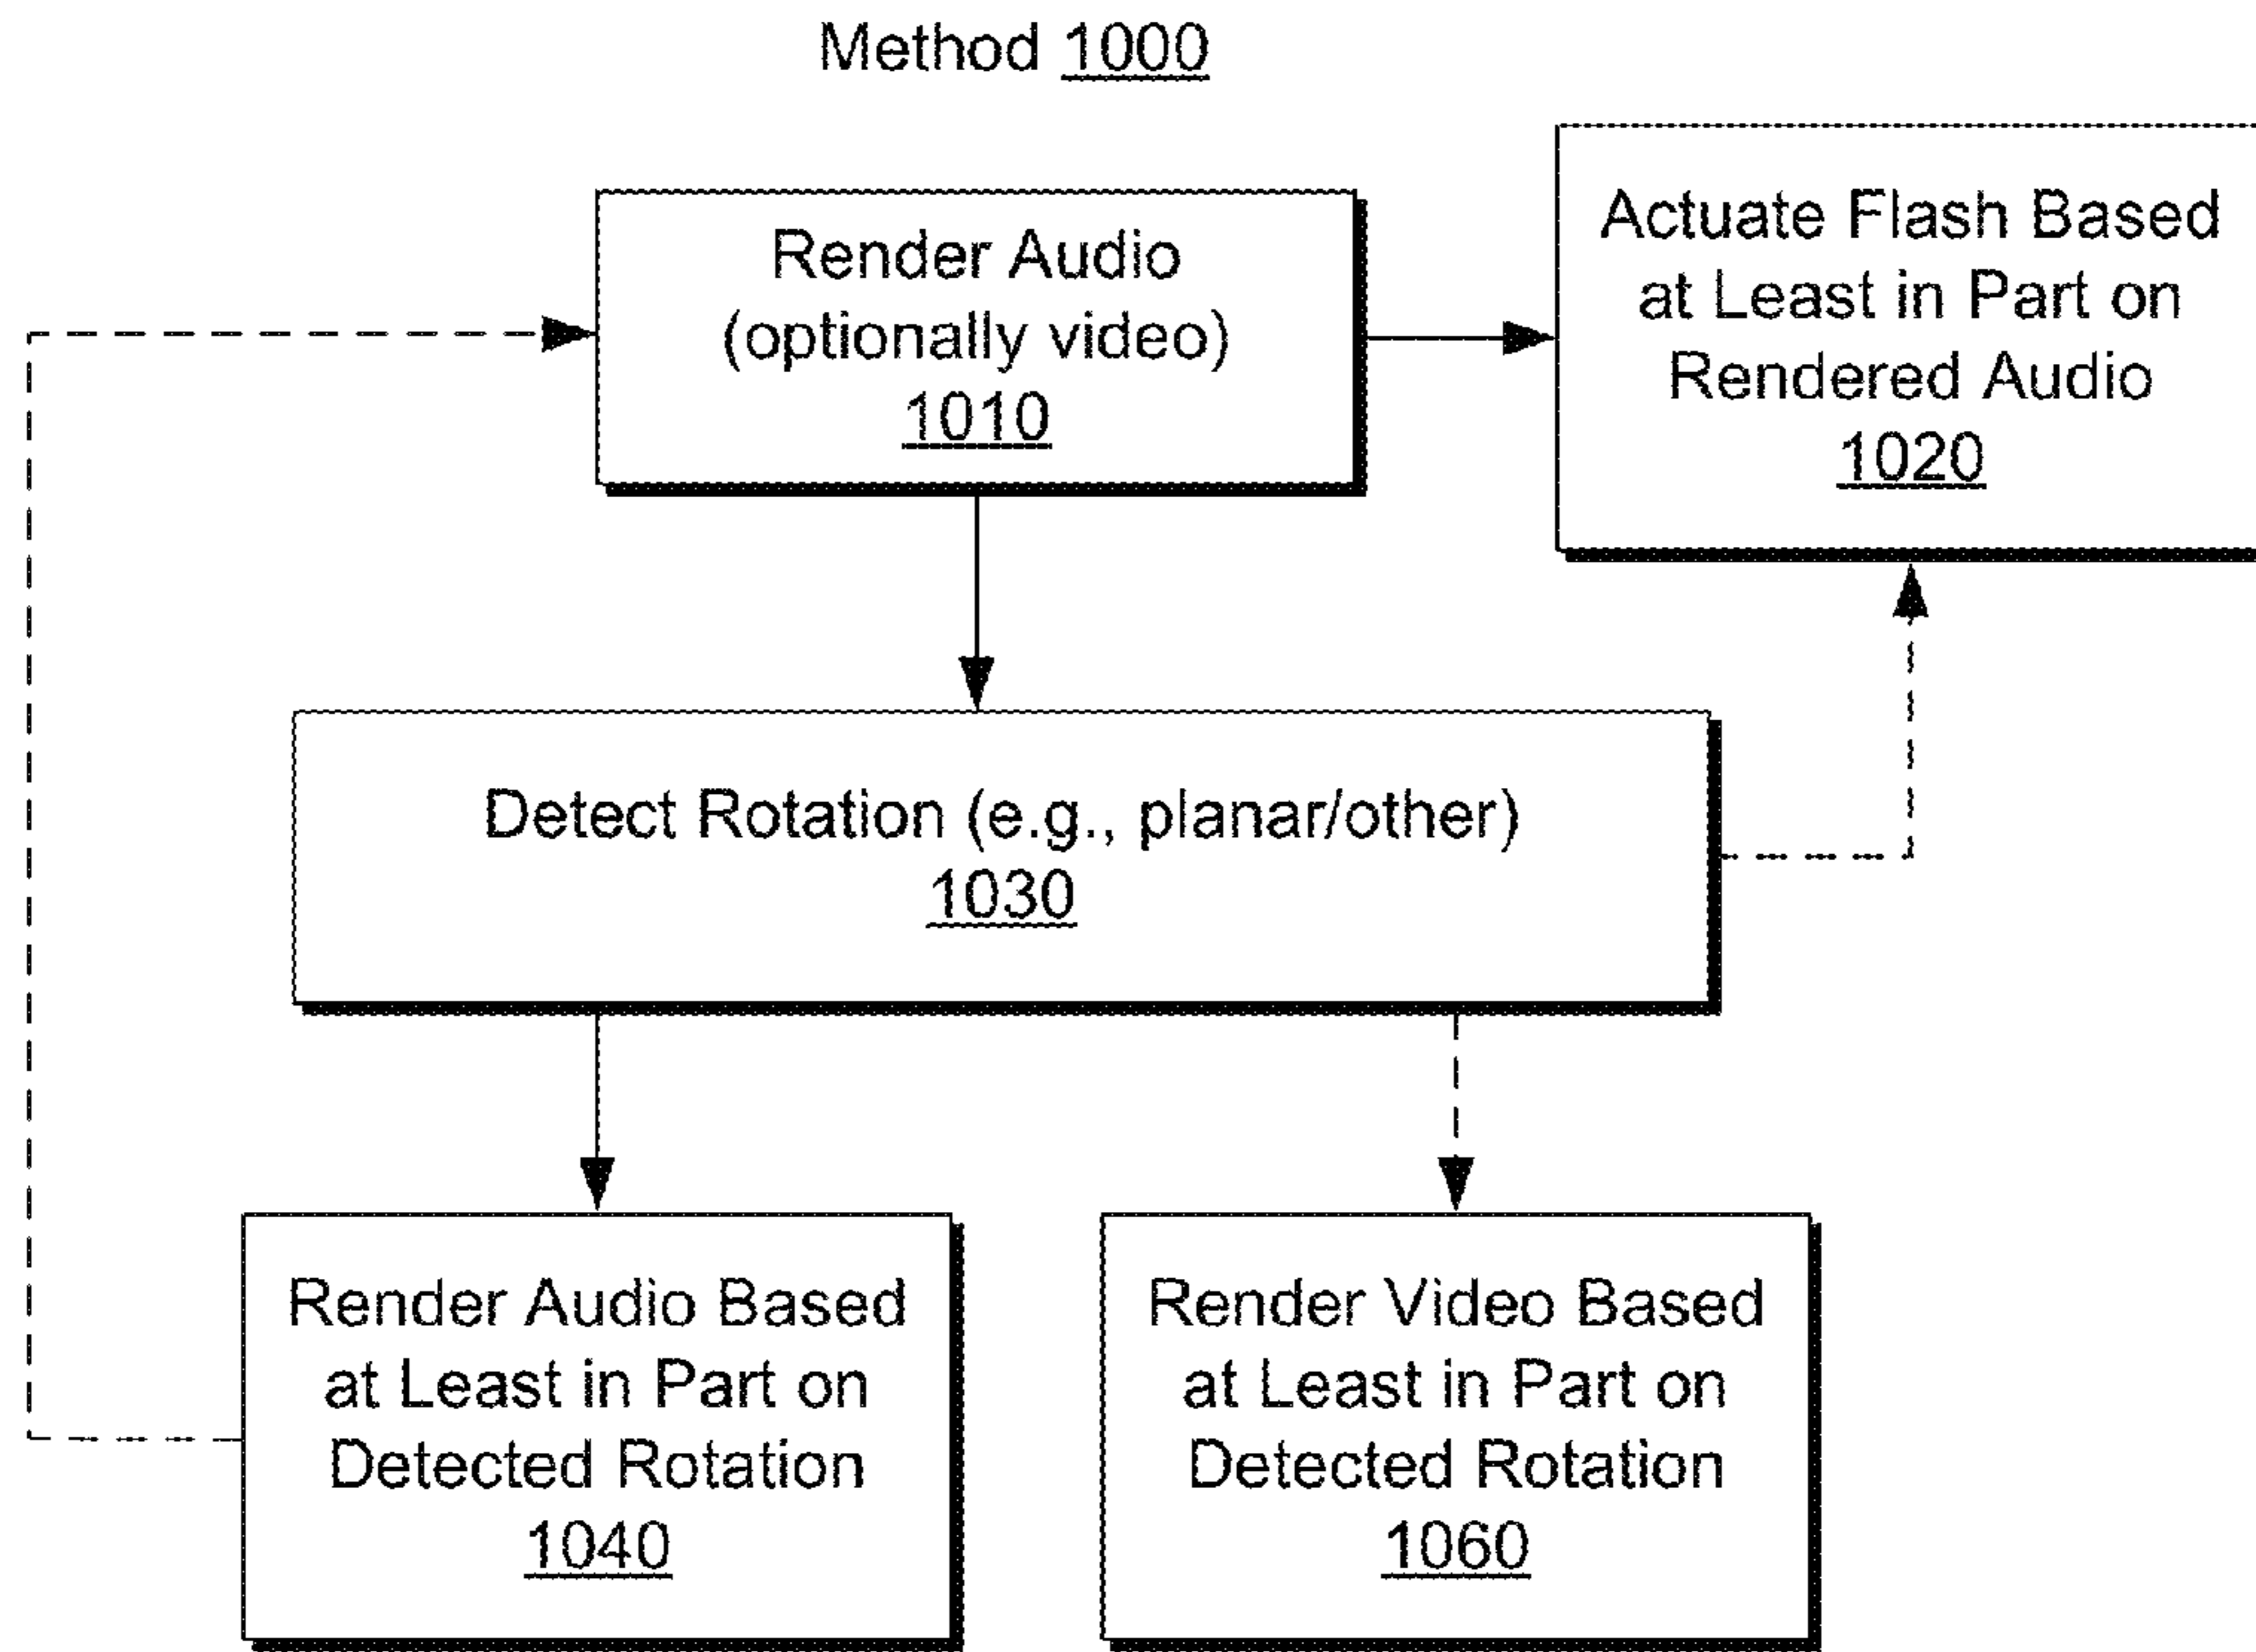 Method 1000
Render Audio
(optionally video)
1010
Actuate Flash Based
at Least in Part on
Rendered Audio
1020
Detect Rotation (e.g., planar/other)
1030
Render Audio Based
at Least in Part on
Detected Rotation
1040
Render Video Based
at Least in Part on
Detected Rotation
1060